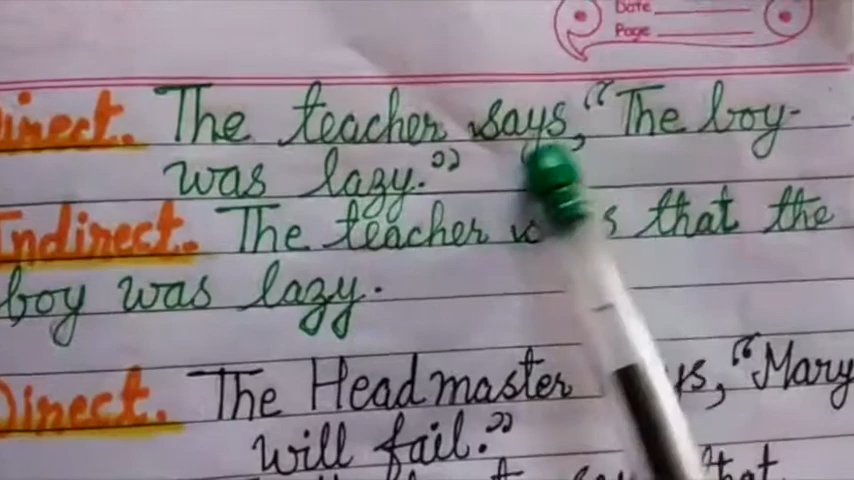 Date
Page
Direct. The teacher says, “The boy
was lazy.”
Indirect. The teacher that the
boy was lazy.
Direct. The Headmaster , “Mary
will fail.”
that